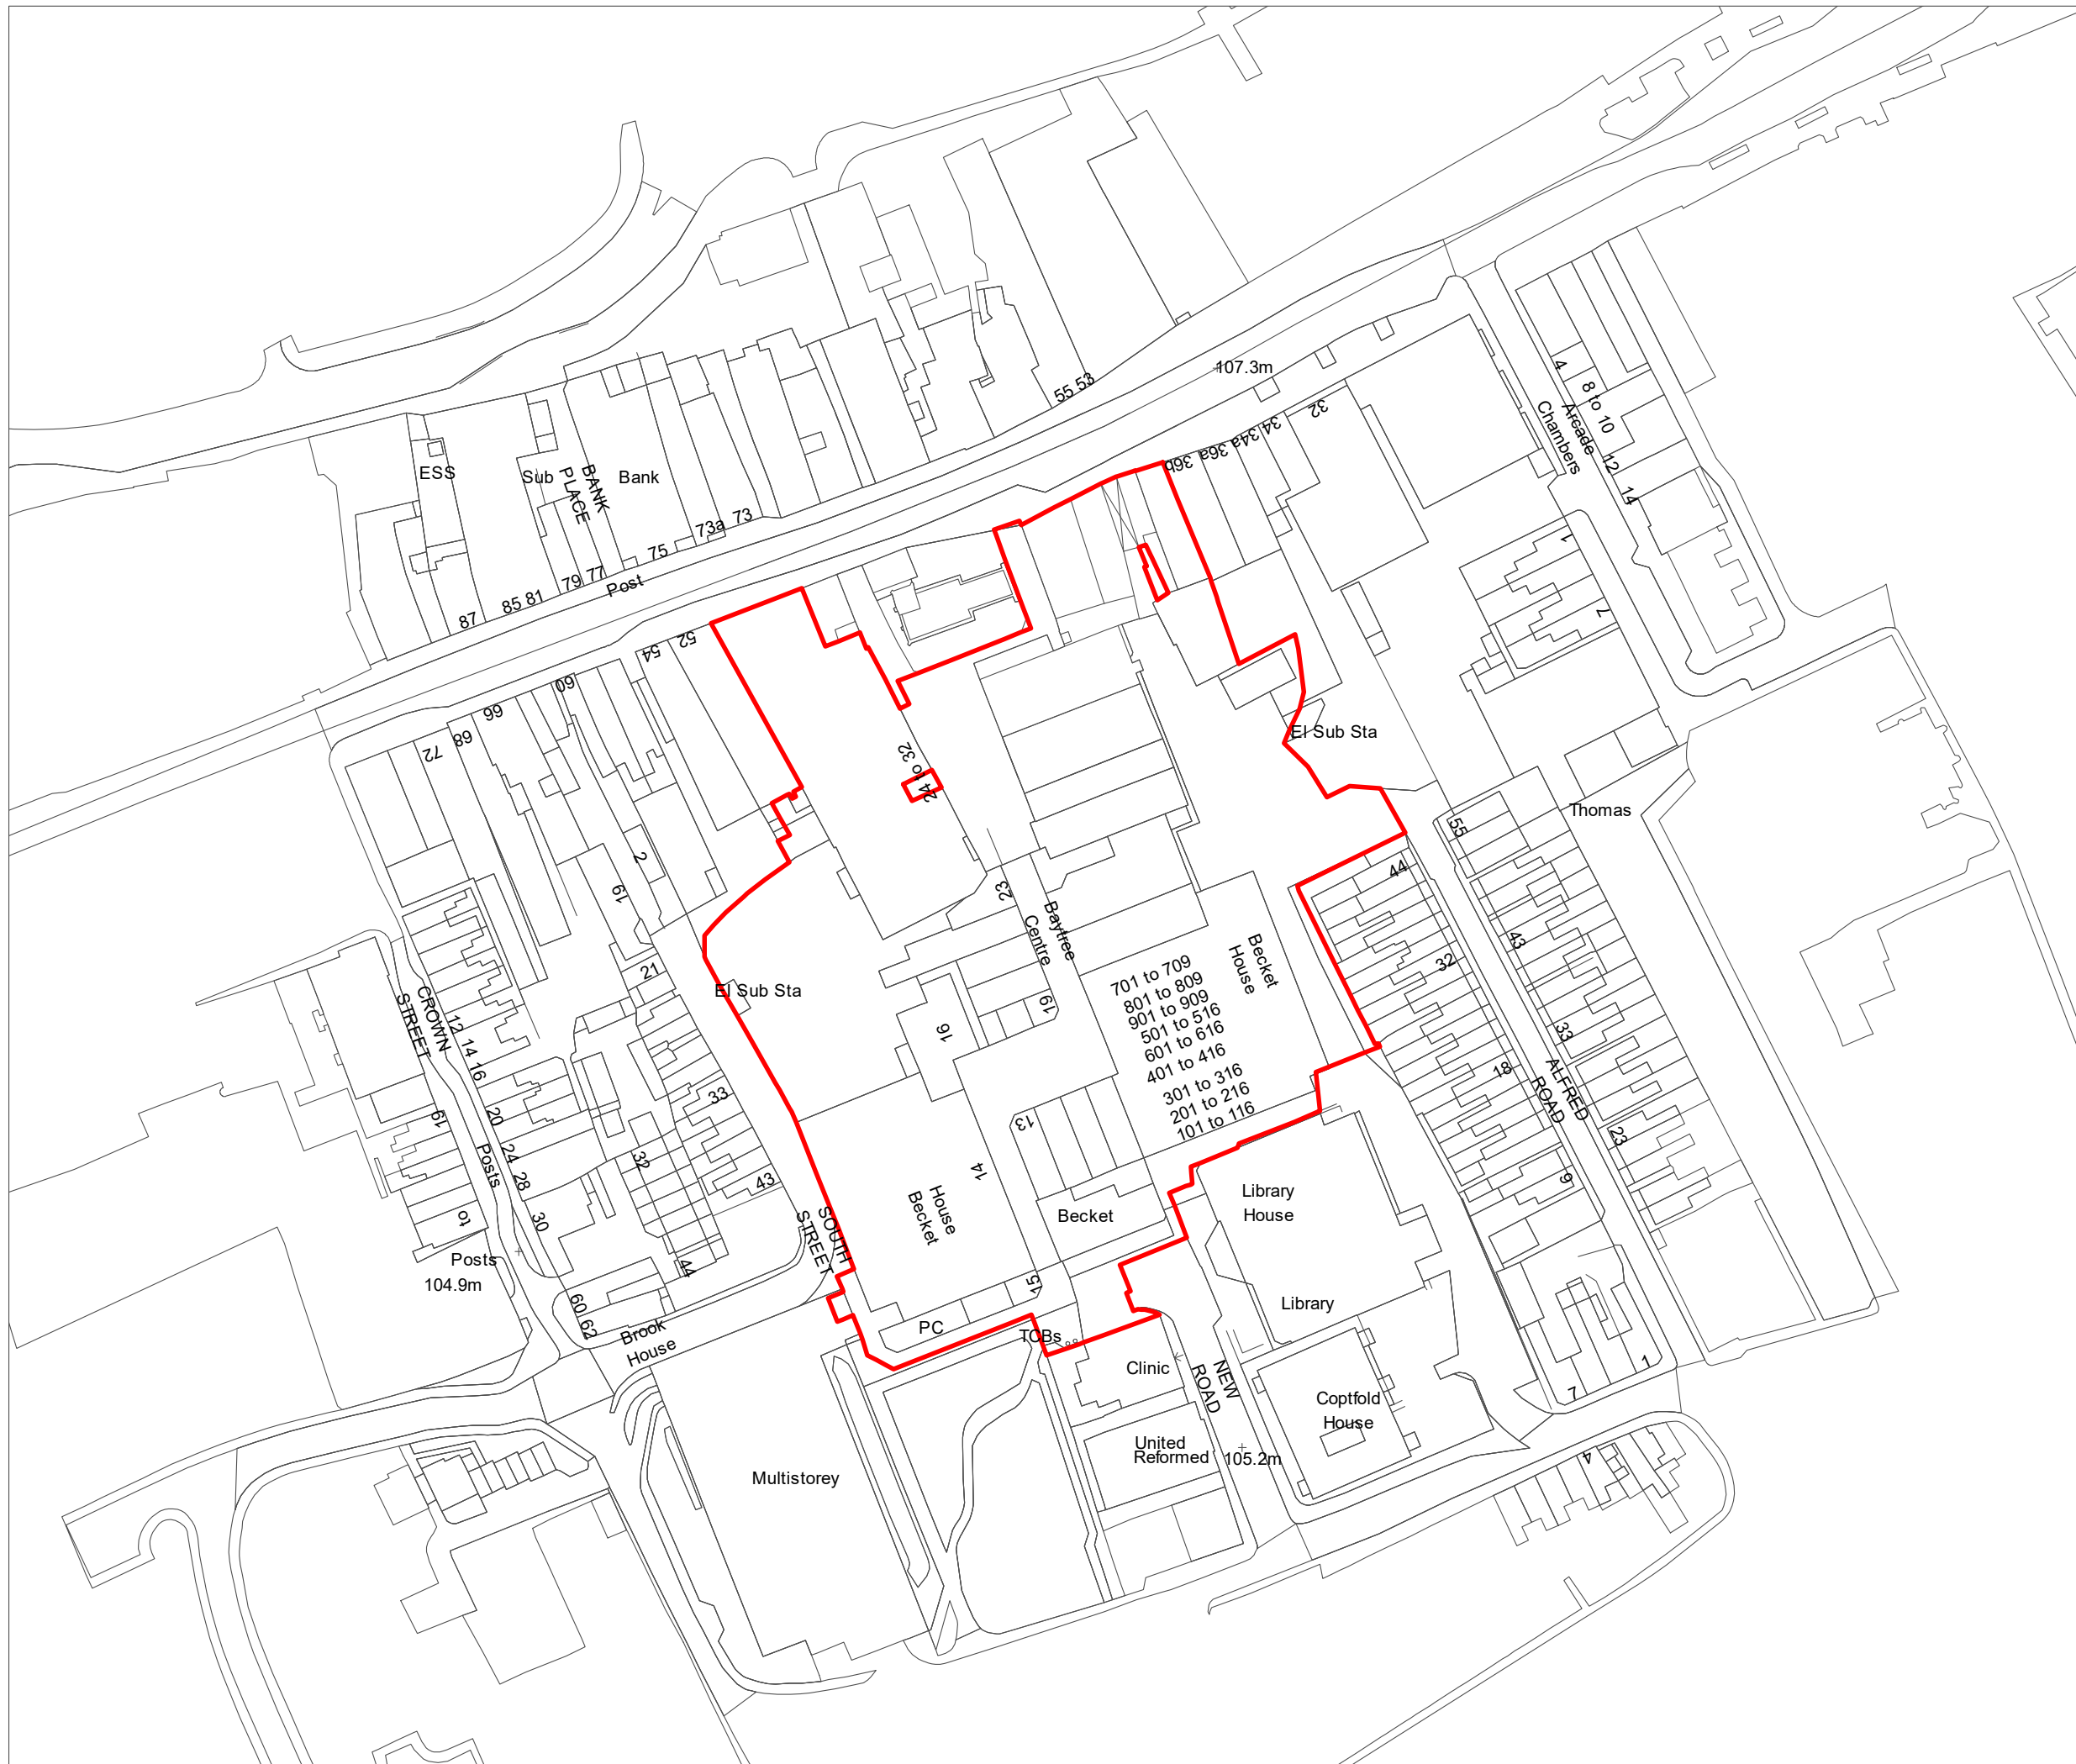 107.3m
55 53
4
8 to 10
Arcade
Chambers
12
14
32
34
34a
36a
36b
ESS
Sub
BANK
PLACE
Bank
73
73a
75
77
79
85 81
87
Post
1
7
52
54
60
66
68
72
El Sub Sta
24 to 32
Thomas
55
2
19
44
23
Baytree
Centre
43
21
32
El Sub Sta
Becket
House
701 to 709
801 to 809
901 to 909
501 to 516
601 to 616
401 to 416
301 to 316
201 to 216
101 to 116
CROWN
STREET
12
14
16
20
24
28
30
19
to
Posts
16
19
33
33
18
ALFRED
ROAD
13
14
32
43
23
9
House
Becket
Becket
Library
House
SOUTH
STREET
Posts
104.9m
44
60
62
Brook
House
15
PC
TCBs
Library
Clinic
NEW
ROAD
1
7
Coptfold
House
United
Reformed
105.2m
4
Multistorey